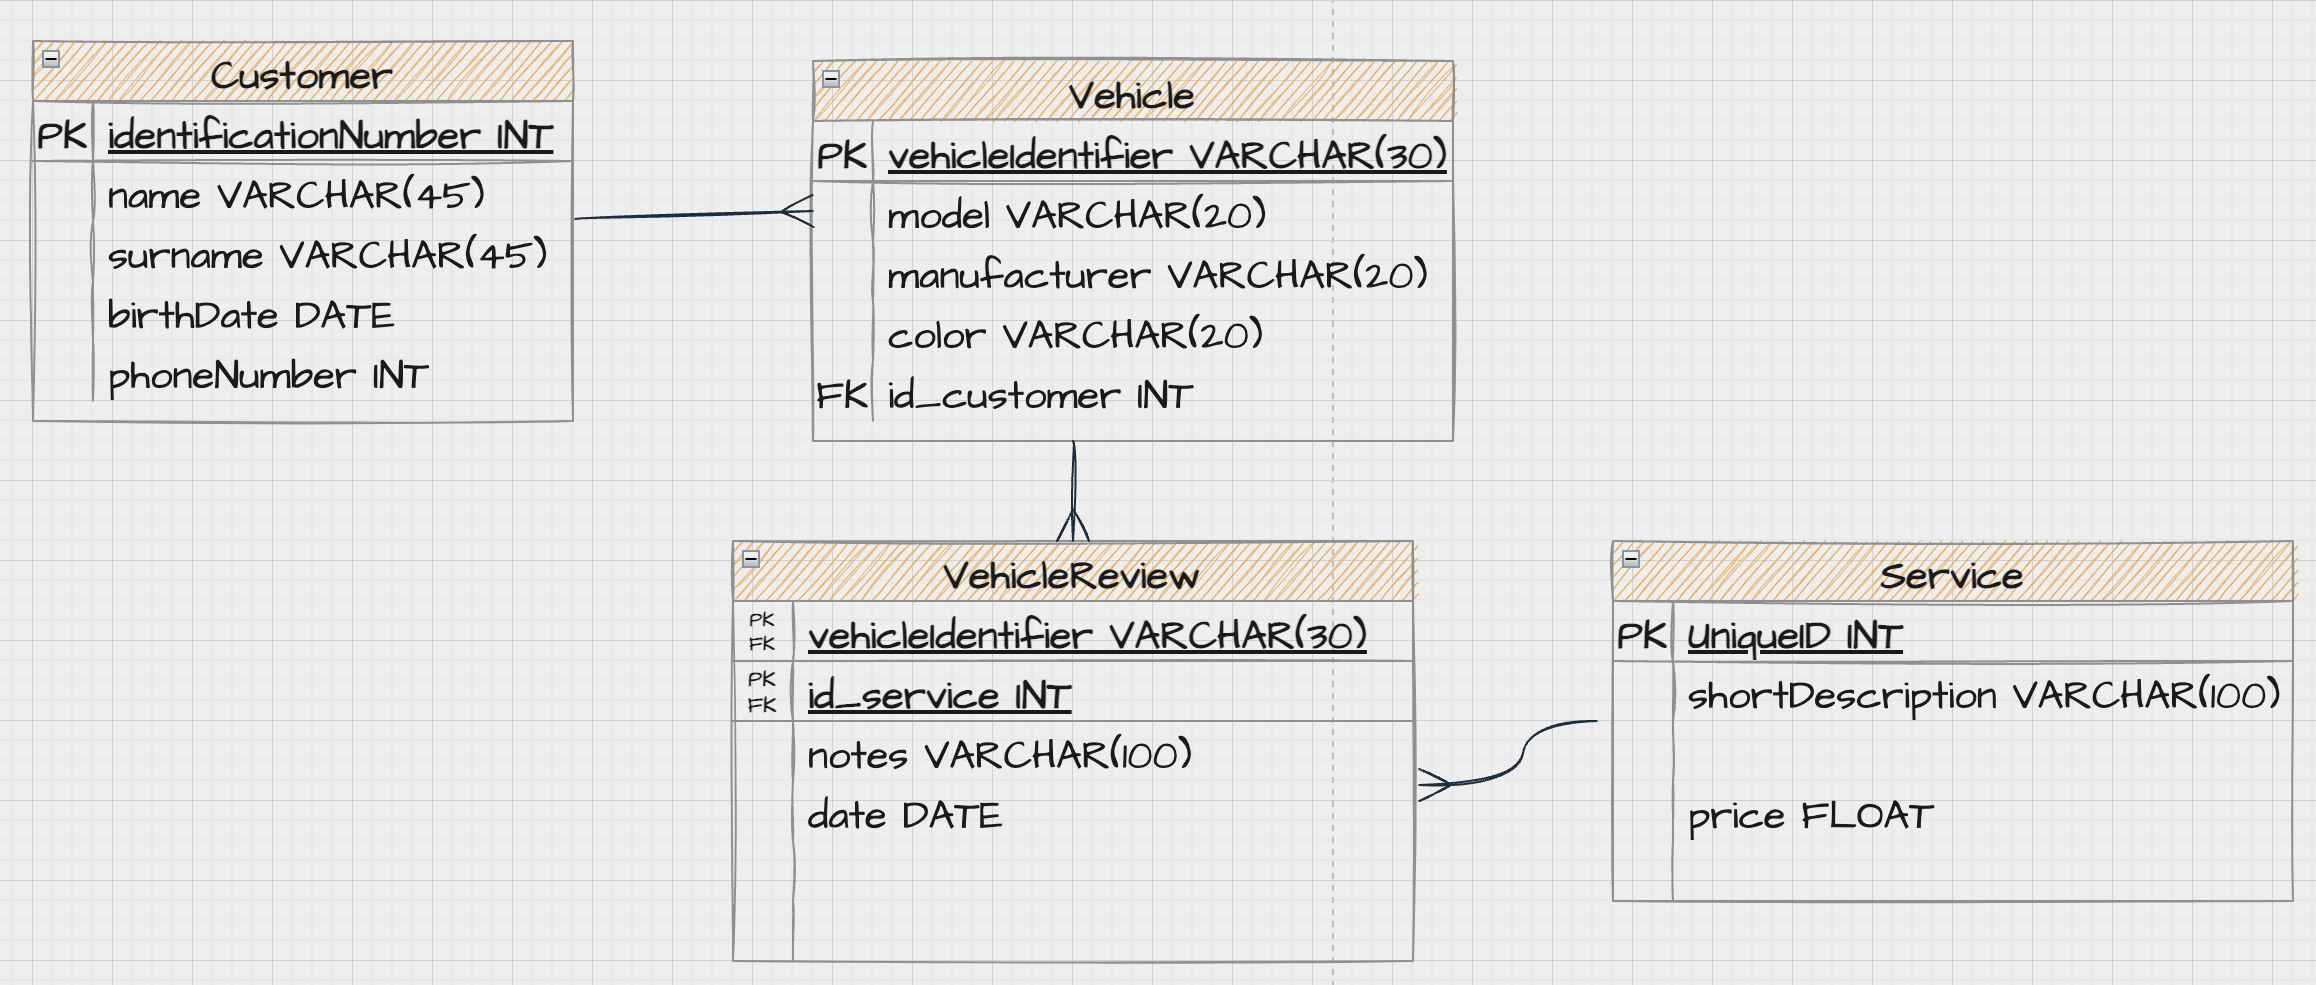 Customer
PK identificationNumber INT
name VARCHAR(45)
surname VARCHAR(45)
birthDate DATE
phoneNumber INT
Vehicle
PK vehicleIdentifier VARCHAR(30)
model VARCHAR(20)
manufacturer VARCHAR(20)
color VARCHAR(20)
FK id_customer INT
VehicleReview
PK
FK vehicleIdentifier VARCHAR(30)
PK
FK id_service INT
notes VARCHAR(100)
date DATE
Service
PK UniqueID INT
shortDescription VARCHAR(100)
price FLOAT